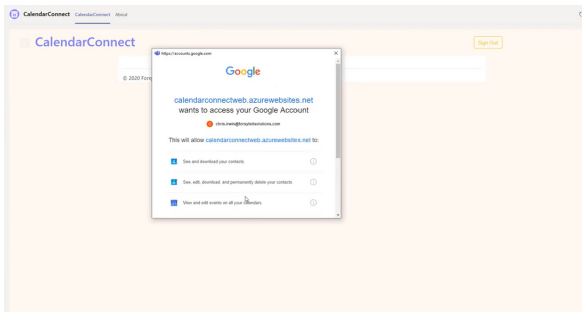 CalendarConnect CalendarConnect About
CalendarConnect
Sign Out
https://accounts.google.com
Google
calendarconnectweb.azurewebsites.net
wants to access your Google Account
This will allow calendarconnectweb.azurewebsites.net to:
See and download your contacts
See, edit, download, and permanently delete your contacts
View and edit events on all your calendars
© 2020